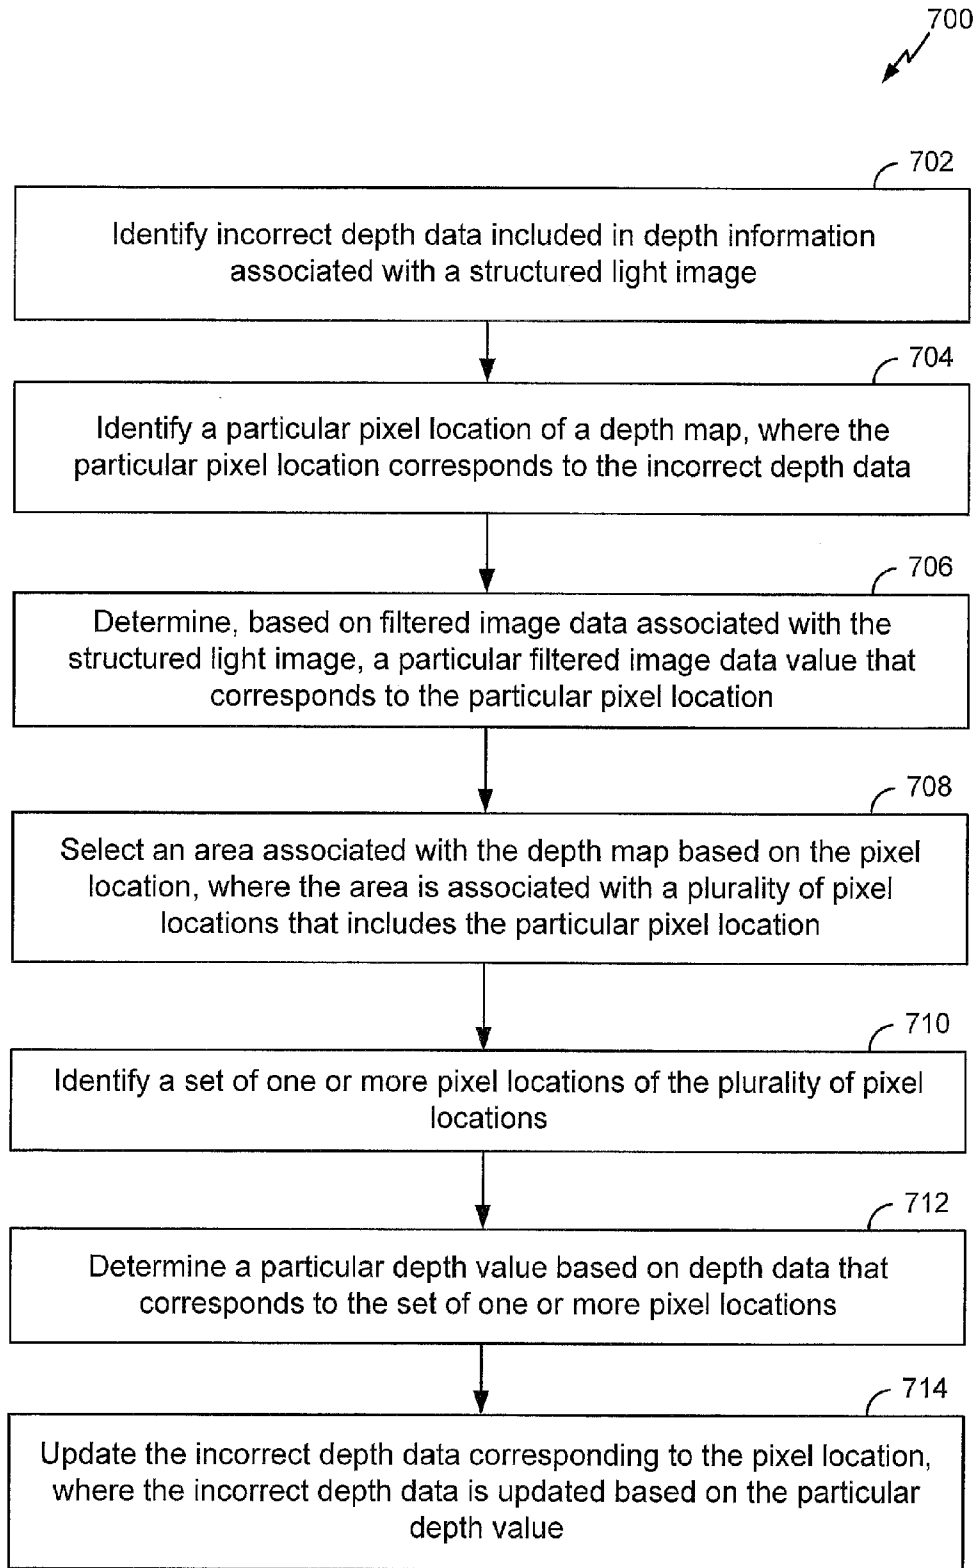 700
702
Identify incorrect depth data included in depth information
associated with a structured light image
704
Identify a particular pixel location of a depth map, where the
particular pixel location corresponds to the incorrect depth data
706
Determine, based on filtered image data associated with the
structured light image, a particular filtered image data value that
corresponds to the particular pixel location
708
Select an area associated with the depth map based on the pixel
location, where the area is associated with a plurality of pixel
locations that includes the particular pixel location
710
Identify a set of one or more pixel locations of the plurality of pixel
locations
712
Determine a particular depth value based on depth data that
corresponds to the set of one or more pixel locations
714
Update the incorrect depth data corresponding to the pixel location,
where the incorrect depth data is updated based on the particular
depth value